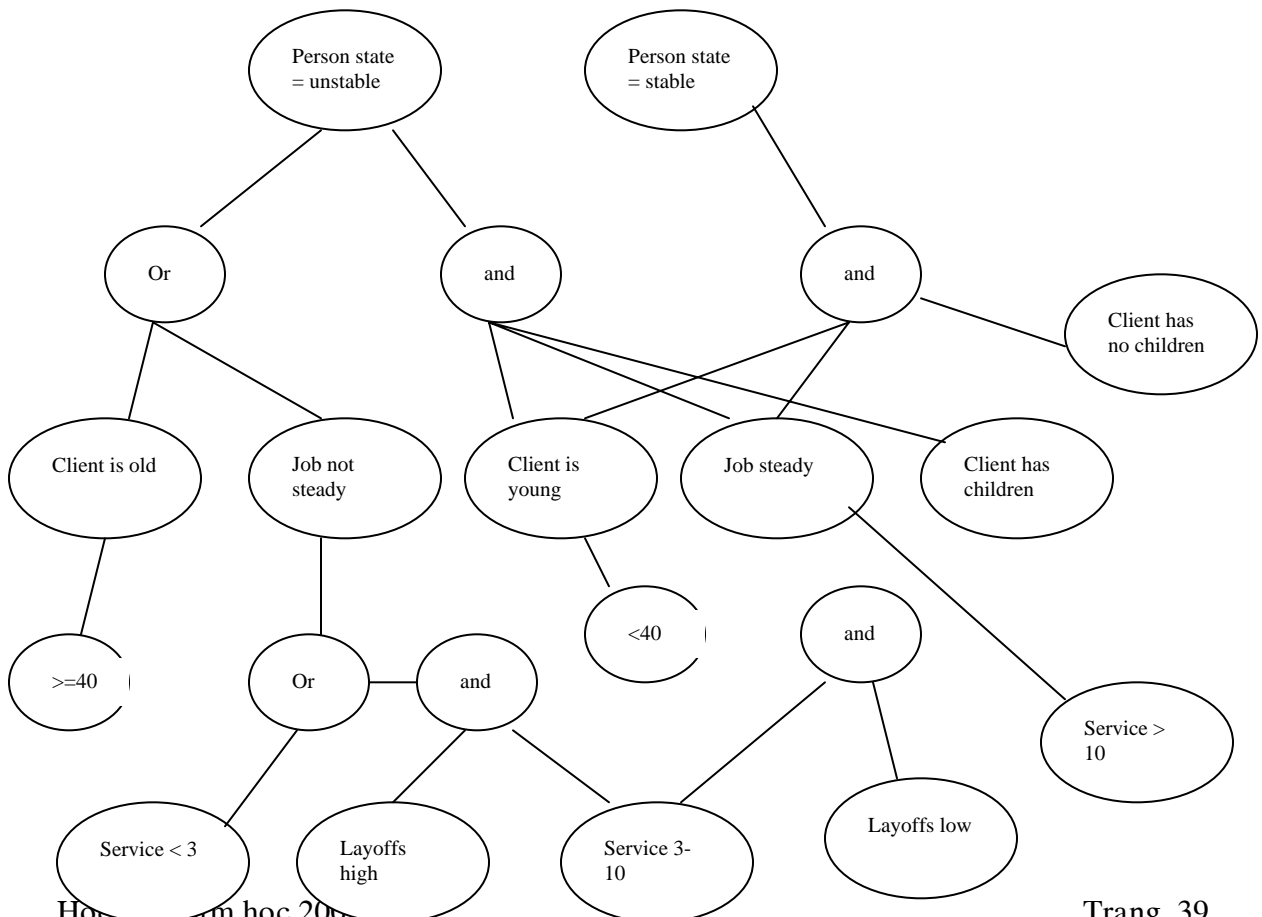 Person state
= unstable
Person state
= stable
Or
and
and
Client has
no children
Client is old
Job not
steady
Client is
young
Job steady
Client has
children
>=40
Or
and
<40
and
Service >
10
Service < 3
Layoffs
high
Service 3-
10
Layoffs low
học
Trang 39